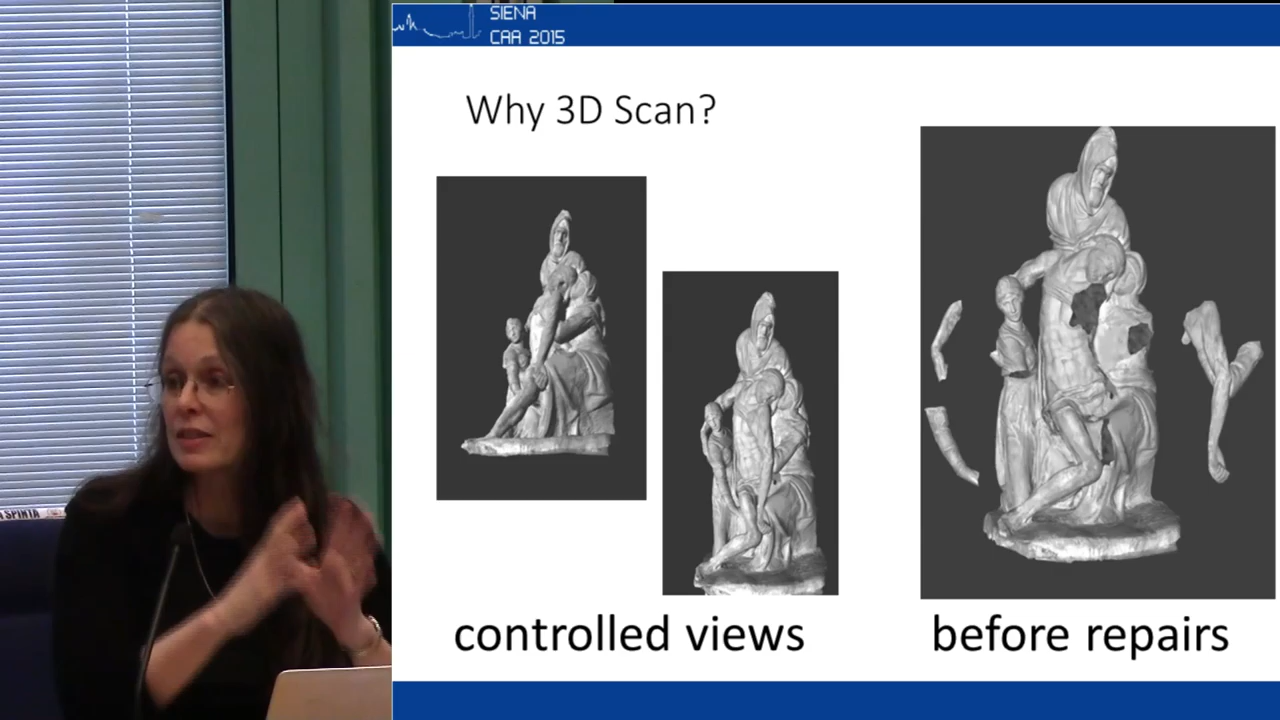 SIENA
CAA 2015
Why 3D Scan?
controlled views
before repairs